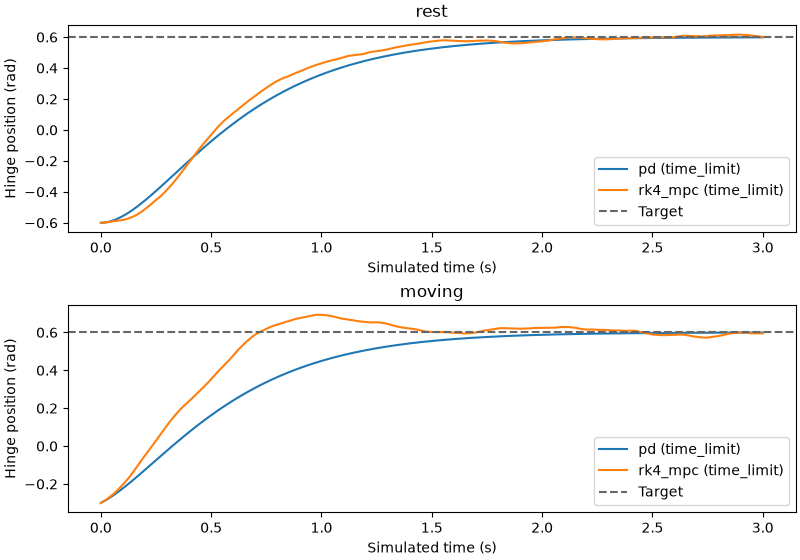 rest
Hinge position (rad)
0.6
0.4
0.2
0.0
−0.2
−0.4
−0.6
pd (time_limit)
rk4_mpc (time_limit)
Target
0.0 0.5 1.0 1.5 2.0 2.5 3.0
Simulated time (s)
moving
Hinge position (rad)
0.6
0.4
0.2
0.0
−0.2
pd (time_limit)
rk4_mpc (time_limit)
Target
0.0 0.5 1.0 1.5 2.0 2.5 3.0
Simulated time (s)